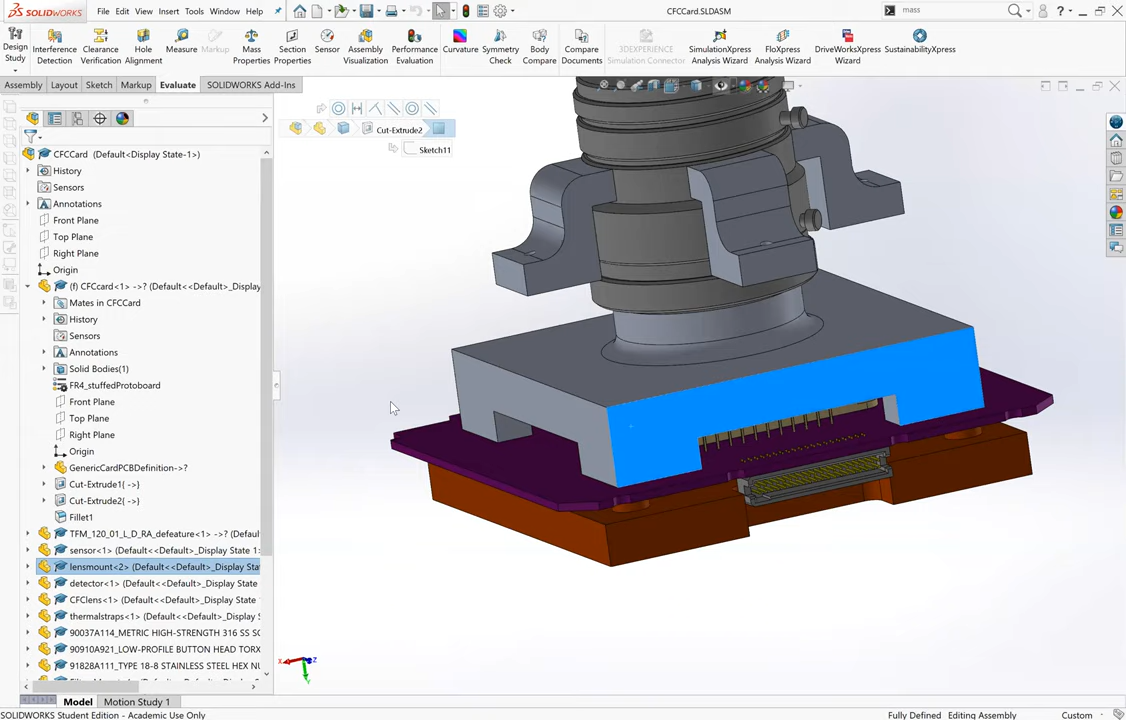 SOLIDWORKS File Edit View Insert Tools Window Help CFCCard.SLDASM mass
Design Study Interference Detection Clearance Verification Hole Alignment Measure Markup Mass Properties Section Properties Sensor Assembly Visualization Performance Evaluation Curvature Symmetry Check Body Compare Compare Documents 3DEXPERIENCE Simulation Connector SimulationXpress Analysis Wizard FloXpress Analysis Wizard DriveWorksXpress Wizard SustainabilityXpress
Assembly Layout Sketch Markup Evaluate SOLIDWORKS Add-Ins
Cut-Extrude2
Sketch11
CFCCard (Default<Display State-1>)
History
Sensors
Annotations
Front Plane
Top Plane
Right Plane
Origin
(f) CFCcard<1> ->? (Default<<Default>_Display
Mates in CFCCard
History
Sensors
Annotations
Solid Bodies(1)
FR4_stuffedProtoboard
Front Plane
Top Plane
Right Plane
Origin
GenericCardPCBDefinition->?
Cut-Extrude1( ->)
Cut-Extrude2( ->)
Fillet1
TFM_120_01_L_D_RA_defeature<1> ->? (Default
sensor<1> (Default<<Default>_Display State 1>
lensmount<2> (Default<<Default>_Display Sta
detector<1> (Default<<Default>_Display State
CFClens<1> (Default<<Default>_Display State
thermalstraps<1> (Default<<Default>_Display
90037A114_METRIC HIGH-STRENGTH 316 SS SO
90910A921_LOW-PROFILE BUTTON HEAD TORX
91828A111_TYPE 18-8 STAINLESS STEEL HEX NU
X Z Y
Model Motion Study 1
SOLIDWORKS Student Edition - Academic Use Only Fully Defined Editing Assembly Custom